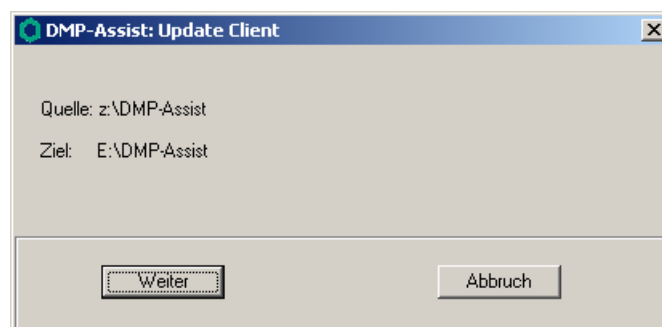 DMP-Assist: Update Client
Quelle: z:\DMP-Assist
Ziel: E:\DMP-Assist
Weiter Abbruch